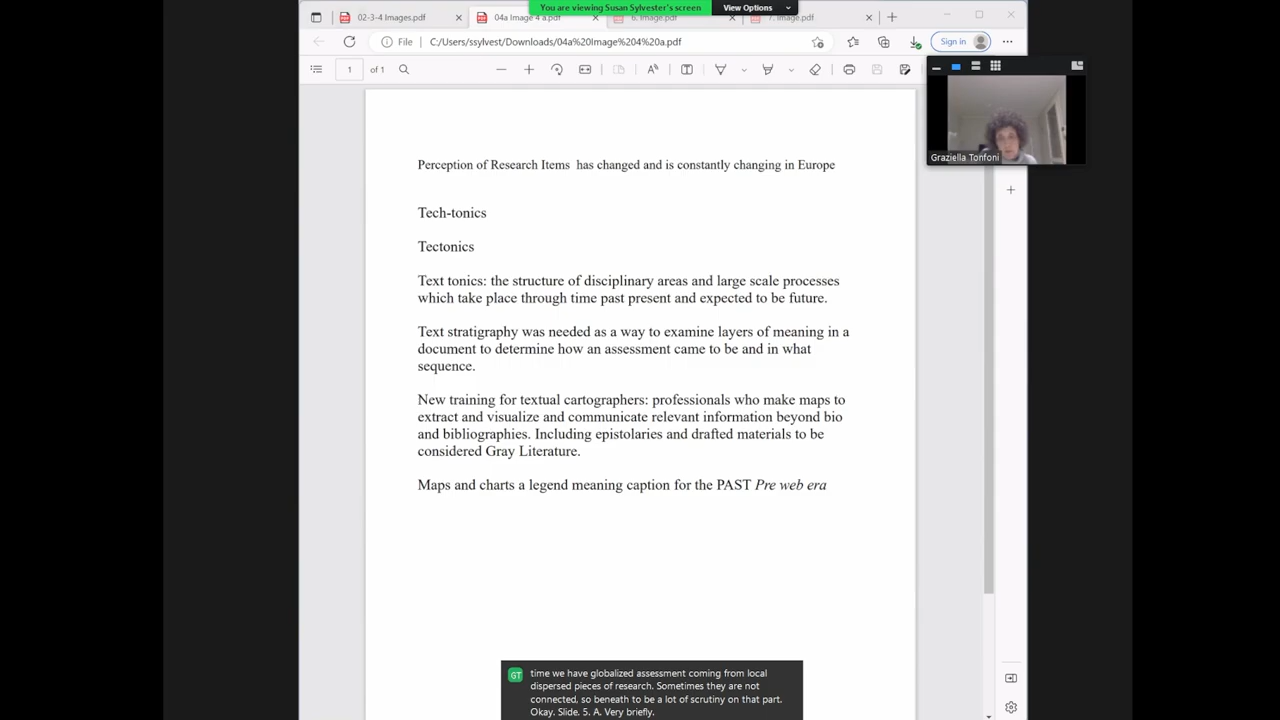 You are viewing Susan Sylvester's screen
View Options
02-3-4 Images.pdf
04a Image 4 a.pdf
6. Image.pdf
7. Image.pdf
File
C:/Users/ssylvest/Downloads/04a%20Image%204%20a.pdf
Sign in
1
of 1
Graziella Tonfoni
Perception of Research Items has changed and is constantly changing in Europe
Tech-tonics
Tectonics
Text tonics: the structure of disciplinary areas and large scale processes
which take place through time past present and expected to be future.
Text stratigraphy was needed as a way to examine layers of meaning in a
document to determine how an assessment came to be and in what
sequence.
New training for textual cartographers: professionals who make maps to
extract and visualize and communicate relevant information beyond bio
and bibliographies. Including epistolaries and drafted materials to be
considered Gray Literature.
Maps and charts a legend meaning caption for the PAST Pre web era
GT
time we have globalized assessment coming from local
dispersed pieces of research. Sometimes they are not
connected, so beneath to be a lot of scrutiny on that part.
Okay. Slide. 5. A. Very briefly.